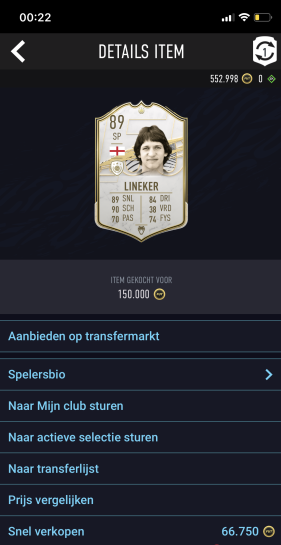 00:22
DETAILS ITEM
1
552.998 0
89
SP
LINEKER
89 SNL 84 DRI
90 SCH 38 VRD
70 PAS 74 FYS
ITEM GEKOCHT VOOR
150.000
Aanbieden op transfermarkt
Spelersbio
Naar Mijn club sturen
Naar actieve selectie sturen
Naar transferlijst
Prijs vergelijken
Snel verkopen 66.750